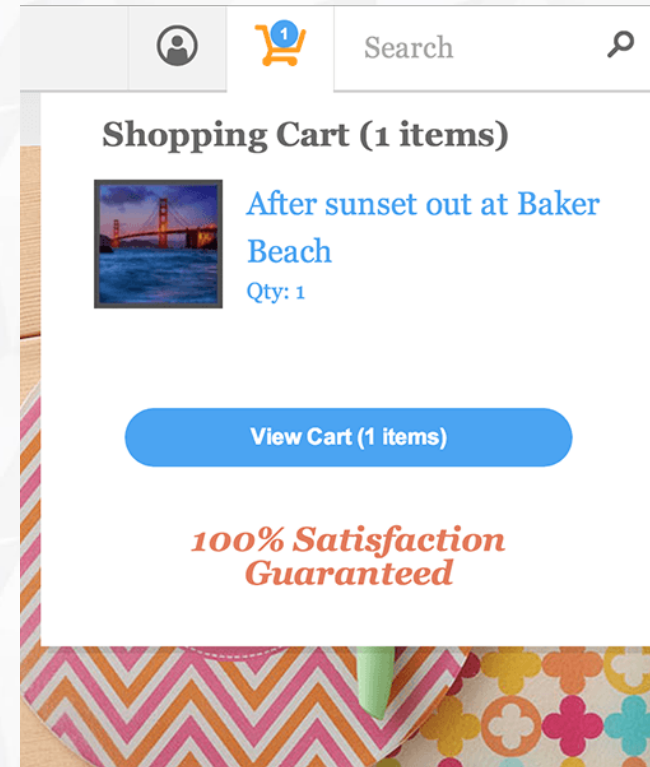 1
Search
Shopping Cart (1 items)
After sunset out at Baker
Beach
Qty: 1
View Cart (1 items)
100% Satisfaction
Guaranteed